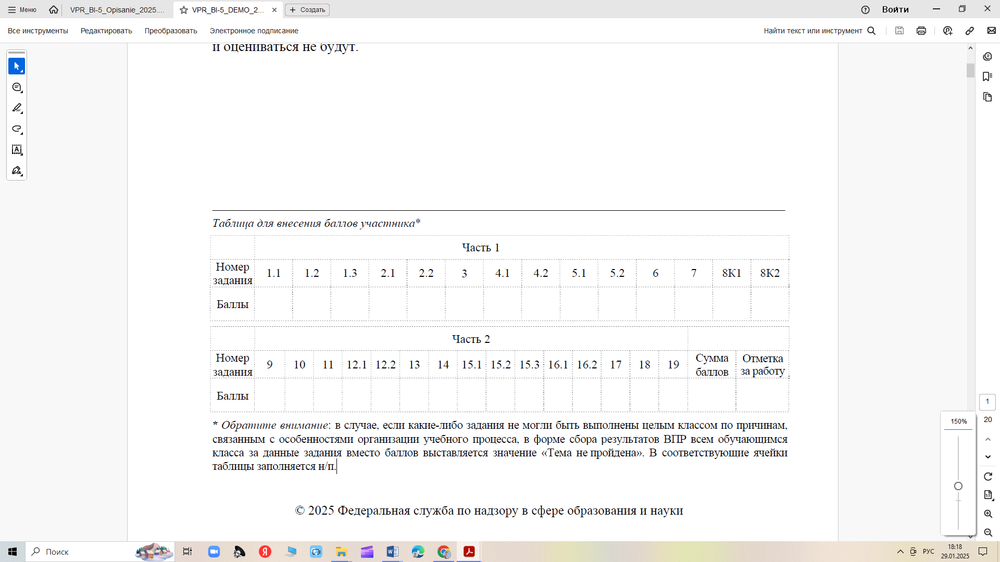 Меню
VPR_BI-5_Opisanie_2025....
VPR_BI-5_DEMO_2...
Создать
Войти
Все инструменты
Редактировать
Преобразовать
Электронное подписание
Найти текст или инструмент
и оцениваться не будут.
Таблица для внесения баллов участника*
Часть 1
Номер задания 1.1 1.2 1.3 2.1 2.2 3 4.1 4.2 5.1 5.2 6 7 8К1 8К2
Баллы
Часть 2
Номер задания 9 10 11 12.1 12.2 13 14 15.1 15.2 15.3 16.1 16.2 17 18 19 Сумма баллов Отметка за работу
Баллы
* Обратите внимание: в случае, если какие-либо задания не могли быть выполнены целым классом по причинам,
связанным с особенностями организации учебного процесса, в форме сбора результатов ВПР всем обучающимся
класса за данные задания вместо баллов выставляется значение «Тема не пройдена». В соответствующие ячейки
таблицы заполняется н/п.
© 2025 Федеральная служба по надзору в сфере образования и науки
1
20
150%
Поиск
РУС
18:18
29.01.2025